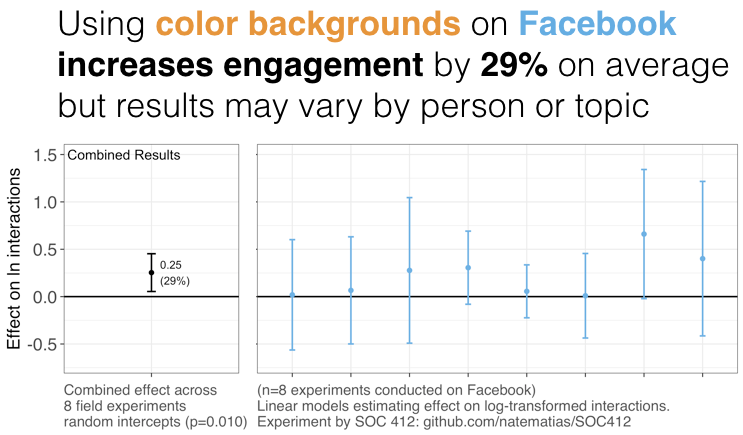 Using color backgrounds on Facebook
increases engagement by 29% on average
but results may vary by person or topic
Effect on ln interactions
1.5
1.0
0.5
0.0
-0.5
Combined Results
0.25
(29%)
Combined effect across
8 field experiments
random intercepts (p=0.010)
(n=8 experiments conducted on Facebook)
Linear models estimating effect on log-transformed interactions.
Experiment by SOC 412: github.com/natematias/SOC412